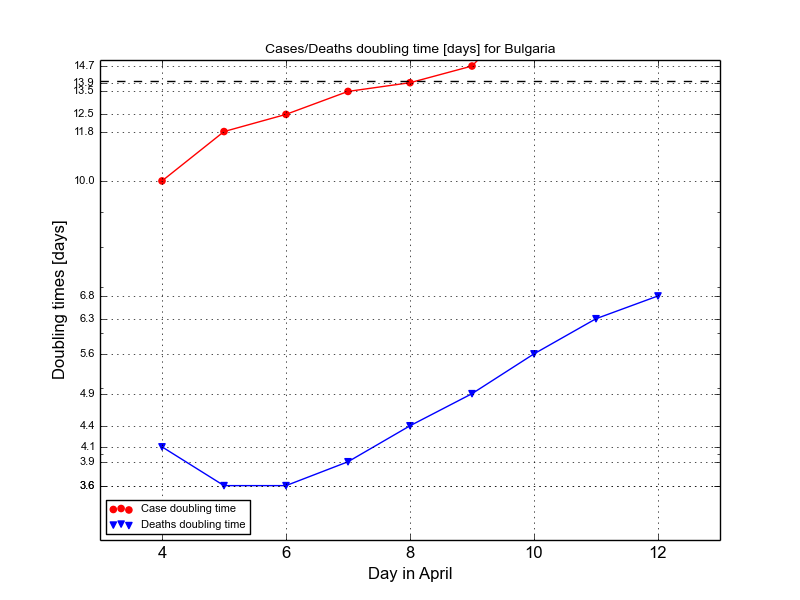 Cases/Deaths doubling time [days] for Bulgaria
14.7
13.9
13.5
12.5
11.8
10.0
6.8
6.3
5.6
4.9
4.4
4.1
3.9
3.6
Doubling times [days]
Case doubling time
Deaths doubling time
4 6 8 10 12
Day in April